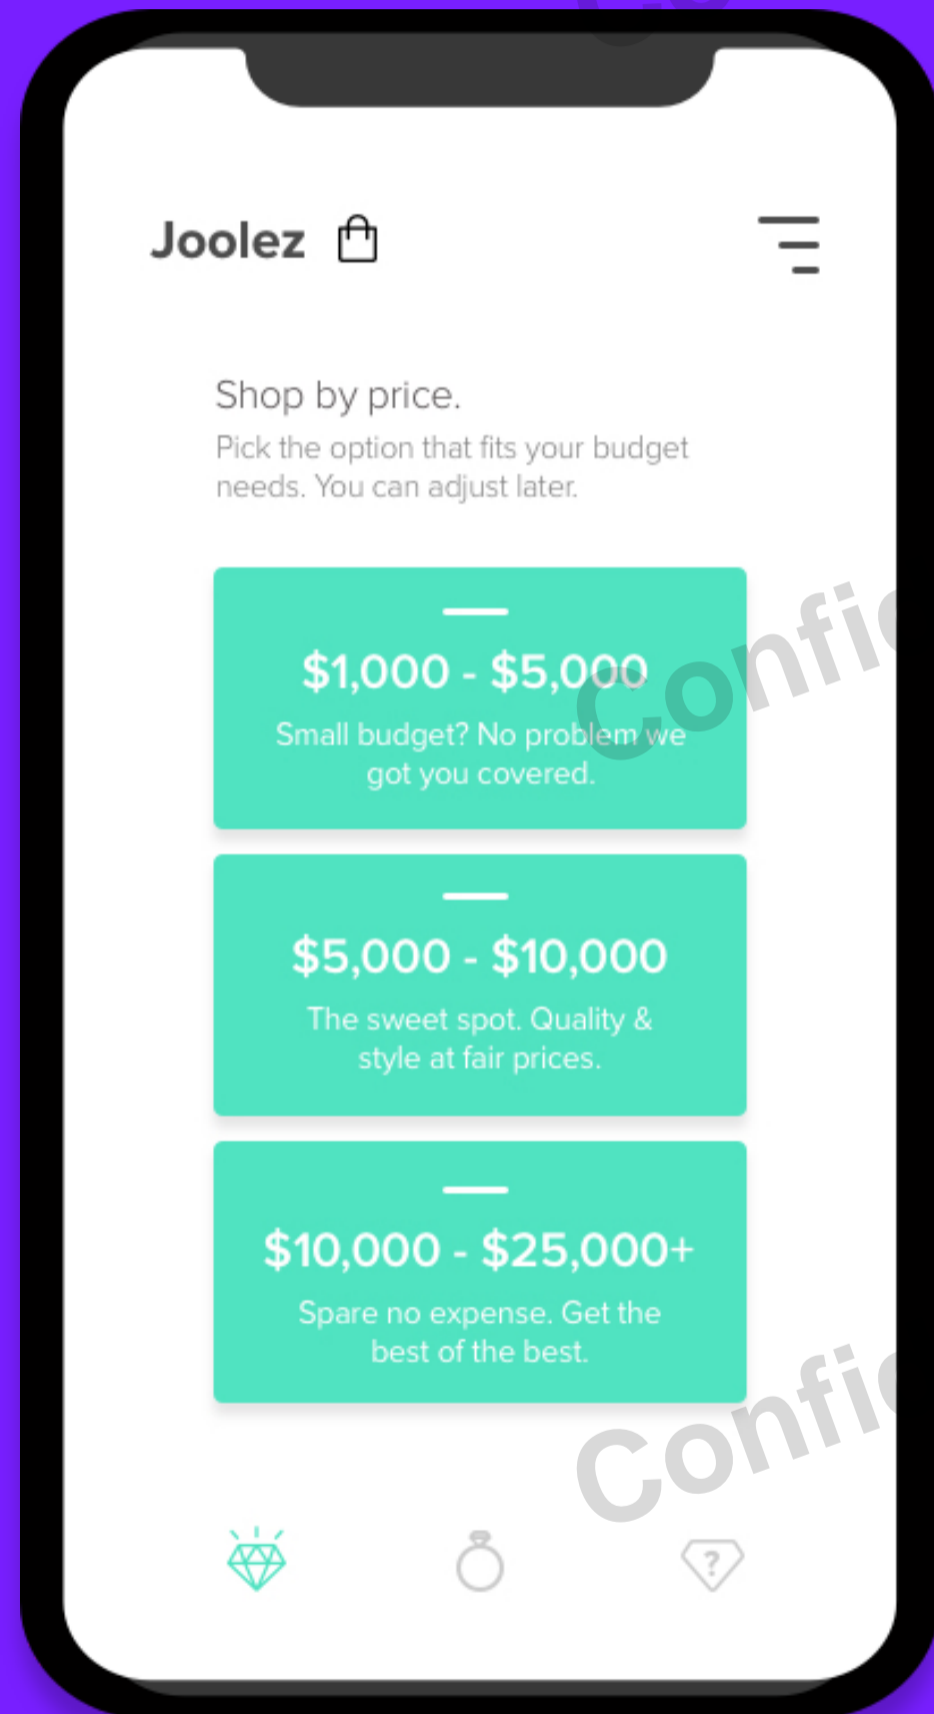 Joolez
Shop by price.
Pick the option that fits your budget
needs. You can adjust later.
$1,000 - $5,000
Small budget? No problem we
got you covered.
$5,000 - $10,000
The sweet spot. Quality &
style at fair prices.
$10,000 - $25,000+
Spare no expense. Get the
best of the best.
?